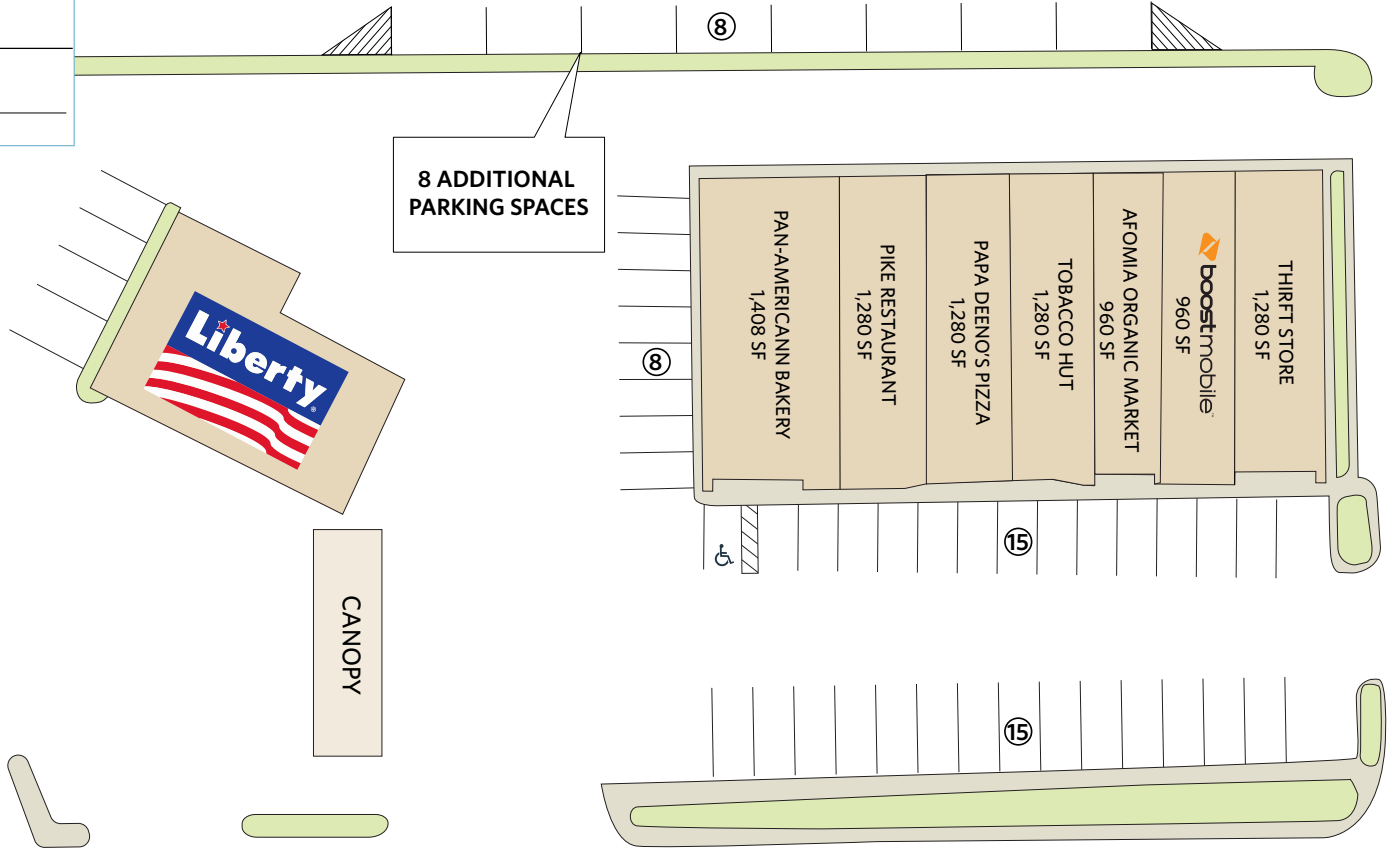 ⑧
8 ADDITIONAL
PARKING SPACES
Liberty®
CANOPY
⑧
PAN-AMERICANN BAKERY
1,408 SF
PIKE RESTAURANT
1,280 SF
PAPA DEENO'S PIZZA
1,280 SF
TOBACCO HUT
1,280 SF
AFOMIA ORGANIC MARKET
960 SF
boostmobile
960 SF
THIRFT STORE
1,280 SF
⑮
⑮